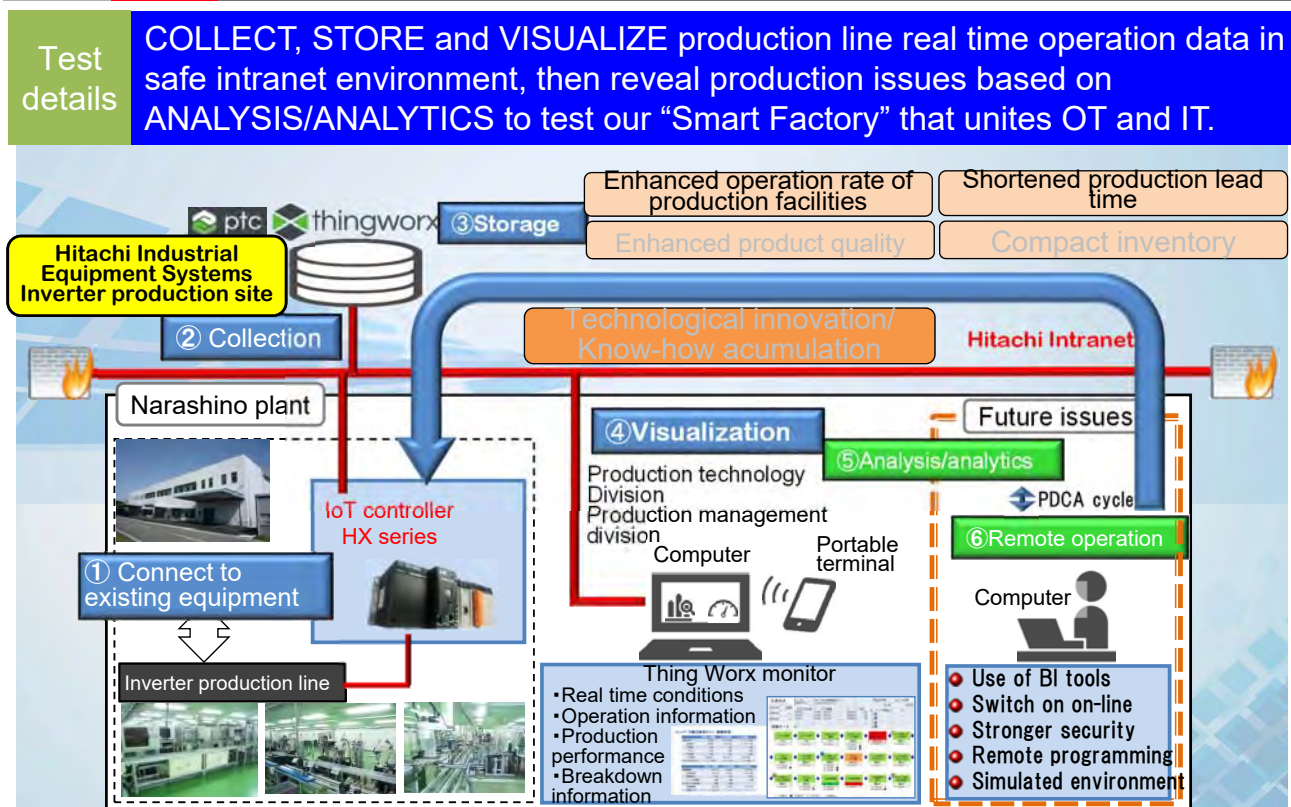 Test
details
COLLECT, STORE and VISUALIZE production line real time operation data in
safe intranet environment, then reveal production issues based on
ANALYSIS/ANALYTICS to test our “Smart Factory” that unites OT and IT.
ptc thingworx
③Storage
Enhanced operation rate of
production facilities
Shortened production lead
time
Enhanced product quality
Compact inventory
Hitachi Industrial
Equipment Systems
Inverter production site
② Collection
Technological innovation/
Know-how acumulation
Hitachi Intranet
Narashino plant
④Visualization
Future issues
⑤Analysis/analytics
Production technology
Division
Production management
division
PDCA cycle
IoT controller
HX series
⑥Remote operation
Computer
Portable
terminal
① Connect to
existing equipment
Computer
Inverter production line
Thing Worx monitor
・Real time conditions
・Operation information
・Production
performance
・Breakdown
information
Use of BI tools
Switch on on-line
Stronger security
Remote programming
Simulated environment